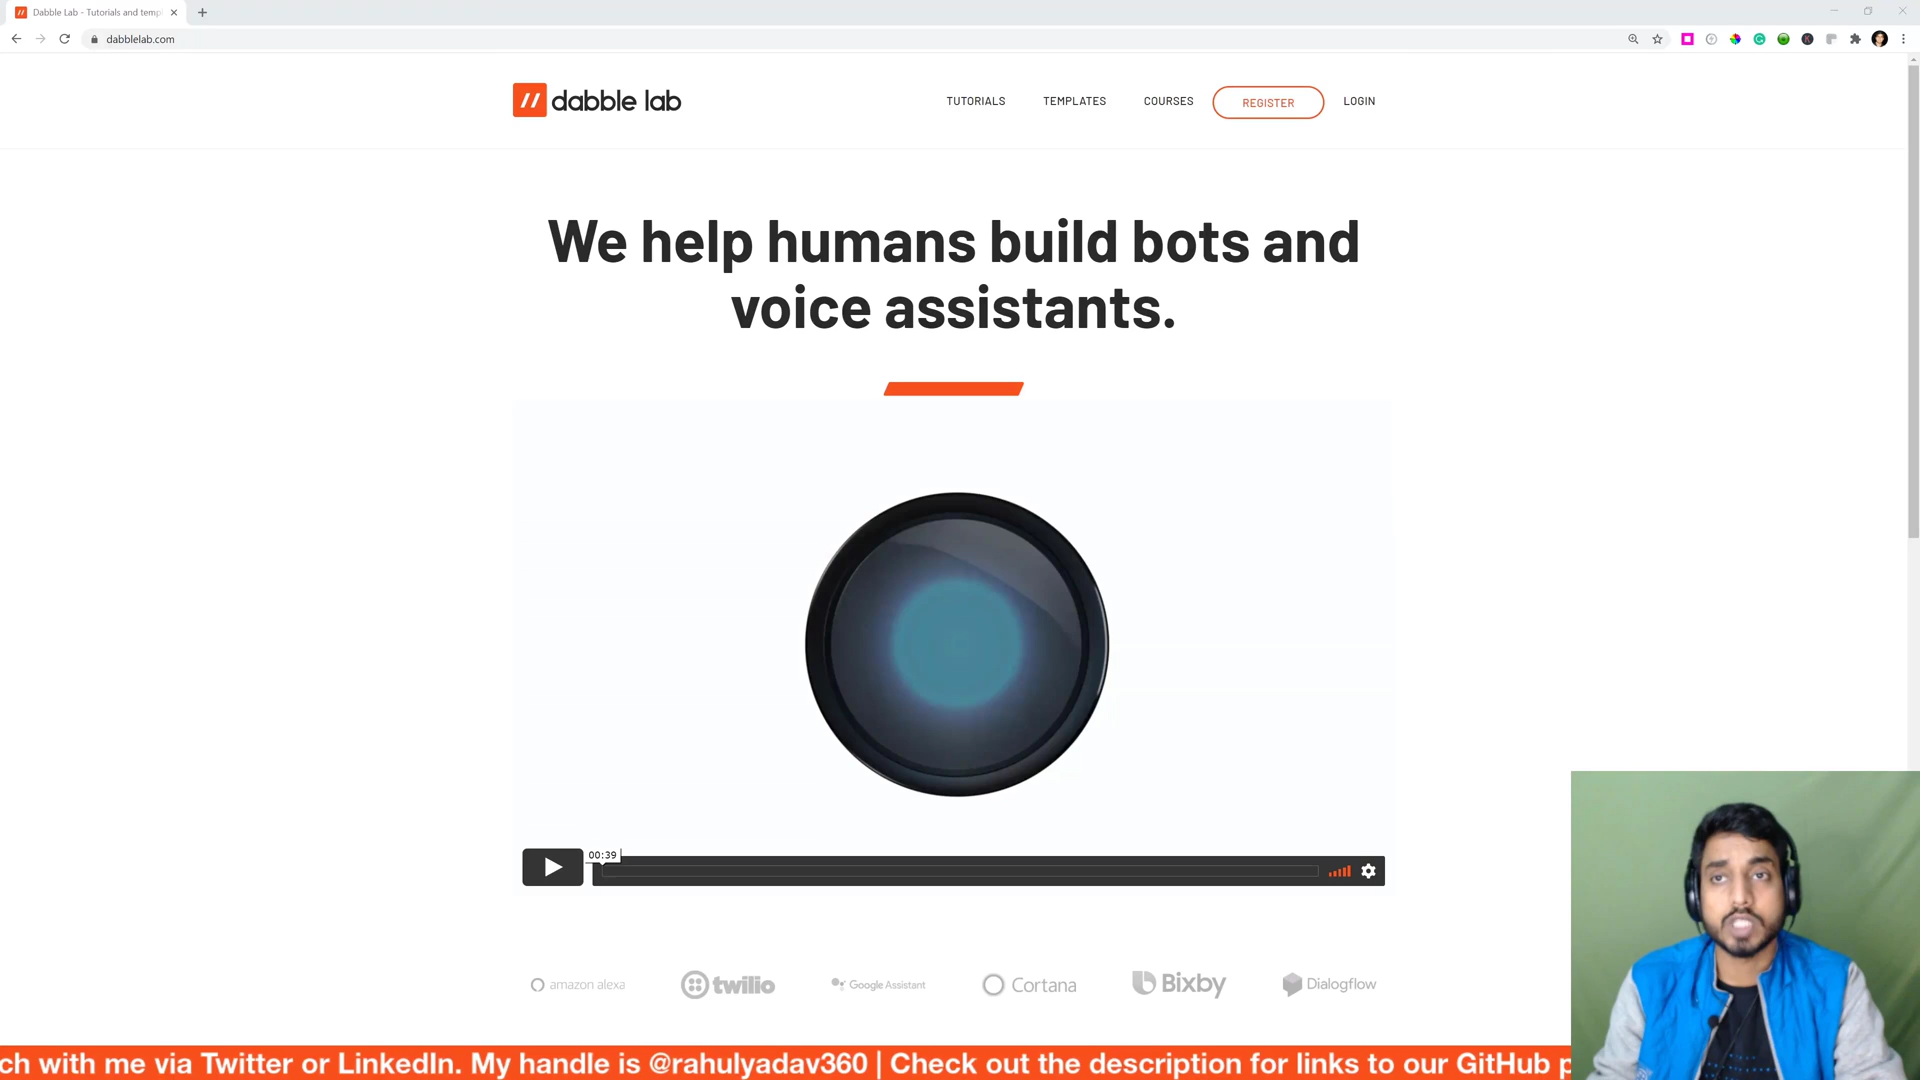 Dabble Lab - Tutorials and temp
dabblelab.com
dabble lab
TUTORIALS
TEMPLATES
COURSES
REGISTER
LOGIN
We help humans build bots and
voice assistants.
00:39
amazon alexa
twilio
Google Assistant
Cortana
Bixby
Dialogflow
ch with me via Twitter or LinkedIn. My handle is @rahulyadav360 | Check out the description for links to our GitHub p